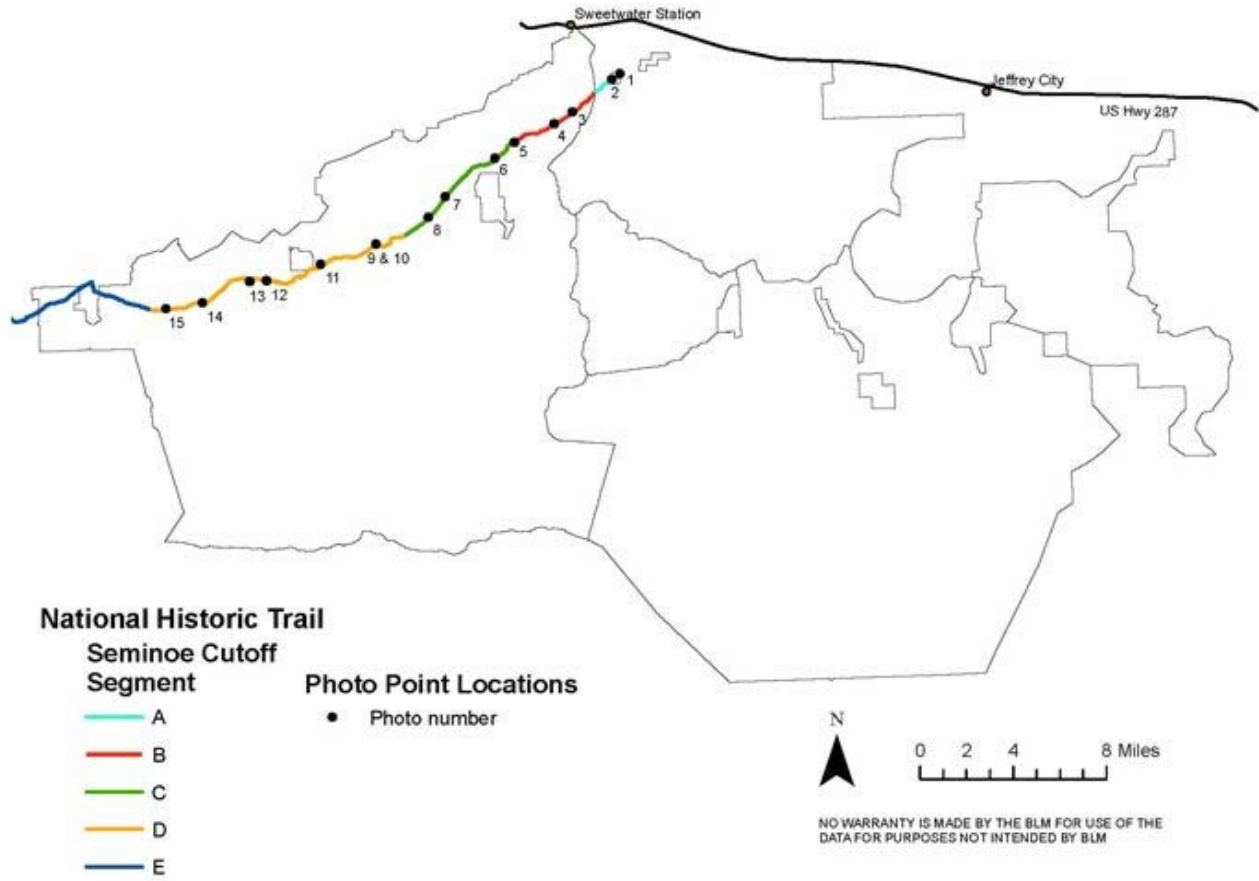 Sweetwater Station
1
2
Jeffrey City
US Hwy 287
3
4
5
6
7
8
9 & 10
11
13
12
14
15
National Historic Trail
Seminoe Cutoff
Segment
A
B
C
D
E
Photo Point Locations
Photo number
N
0 2 4 8 Miles
NO WARRANTY IS MADE BY THE BLM FOR USE OF THE
DATA FOR PURPOSES NOT INTENDED BY BLM